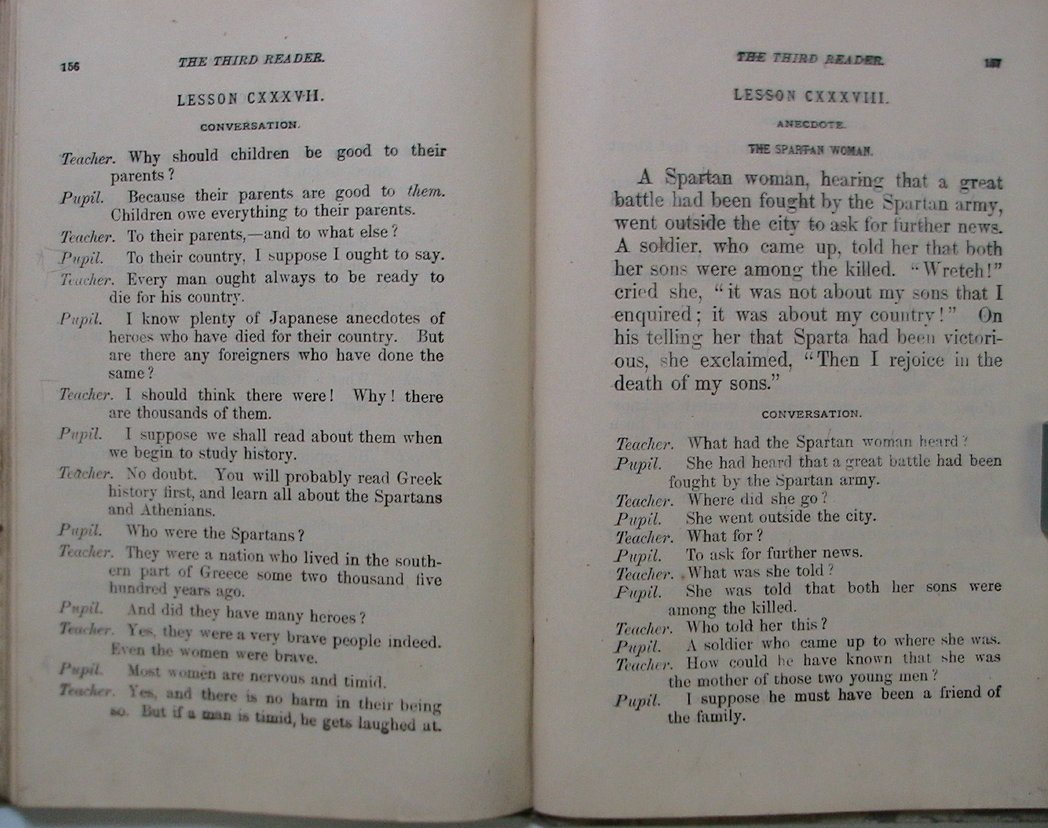 156
THE THIRD READER.
LESSON CXXXVII.
CONVERSATION.
Teacher. Why should children be good to their
parents?
Pupil. Because their parents are good to them.
Children owe everything to their parents.
Teacher. To their parents,—and to what else?
Pupil. To their country, I suppose I ought to say.
Teacher. Every man ought always to be ready to
die for his country.
Pupil. I know plenty of Japanese anecdotes of
heroes who have died for their country. But
are there any foreigners who have done the
same?
Teacher. I should think there were! Why! there
are thousands of them.
Pupil. I suppose we shall read about them when
we begin to study history.
Teacher. No doubt. You will probably read Greek
history first, and learn all about the Spartans
and Athenians.
Pupil. Who were the Spartans?
Teacher. They were a nation who lived in the south-
ern part of Greece some two thousand five
hundred years ago.
Pupil. And did they have many heroes?
Teacher. Yes, they were a very brave people indeed.
Even the women were brave.
Pupil. Most women are nervous and timid.
Teacher. Yes, and there is no harm in their being
so. But if a man is timid, he gets laughed at.
THE THIRD READER.
157
LESSON CXXXVIII.
ANECDOTE.
THE SPARTAN WOMAN.
A Spartan woman, hearing that a great
battle had been fought by the Spartan army,
went outside the city to ask for further news.
A soldier, who came up, told her that both
her sons were among the killed. "Wretch!"
cried she, "it was not about my sons that I
enquired; it was about my country!" On
his telling her that Sparta had been victori-
ous, she exclaimed, "Then I rejoice in the
death of my sons."
CONVERSATION.
Teacher. What had the Spartan woman heard?
Pupil. She had heard that a great battle had been
fought by the Spartan army.
Teacher. Where did she go?
Pupil. She went outside the city.
Teacher. What for?
Pupil. To ask for further news.
Teacher. What was she told?
Pupil. She was told that both her sons were
among the killed.
Teacher. Who told her this?
Pupil. A soldier who came up to where she was.
Teacher. How could he have known that she was
the mother of those two young men?
Pupil. I suppose he must have been a friend of
the family.